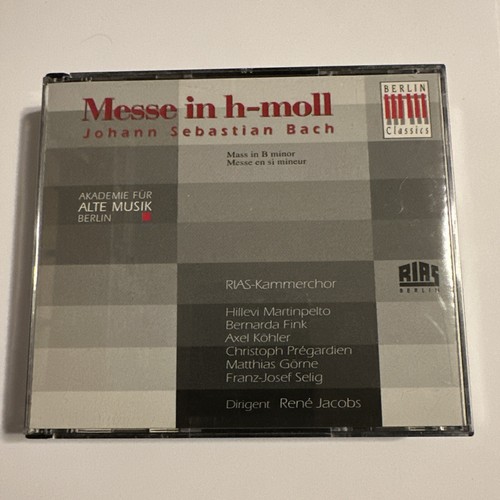 Messe in h-moll
Johann Sebastian Bach
BERLIN
Classics
Mass in B minor
Messe en si mineur
AKADEMIE FÜR
ALTE MUSIK
BERLIN
RIAS
BERLIN
RIAS-Kammerchor
Hillevi Martinpelto
Bernarda Fink
Axel Köhler
Christoph Prégardien
Matthias Görne
Franz-Josef Selig
Dirigent René Jacobs